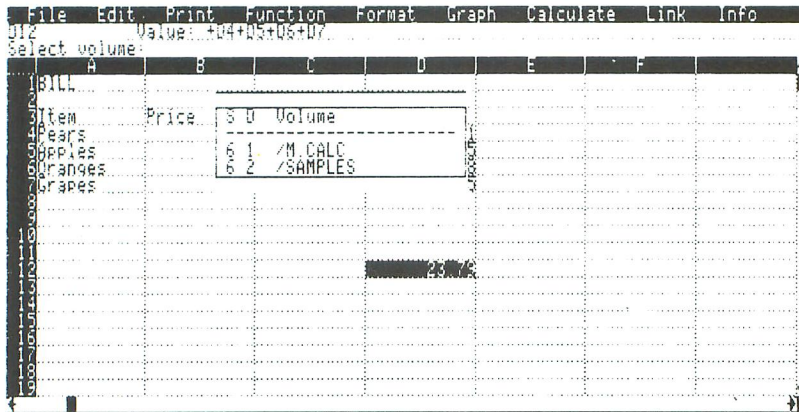 File Edit Print Function Format Graph Calculate Link Info
D12 Value: +D4+D5+D6+D7
Select volume:
A B C D E F
1 BILL
2
3 Item Price S D Volume
4 Pears
5 Apples 6 1 /M.CALC
6 Oranges 6 2 /SAMPLES
7 Grapes
8
9
10
11
12 23.79
13
14
15
16
17
18
19